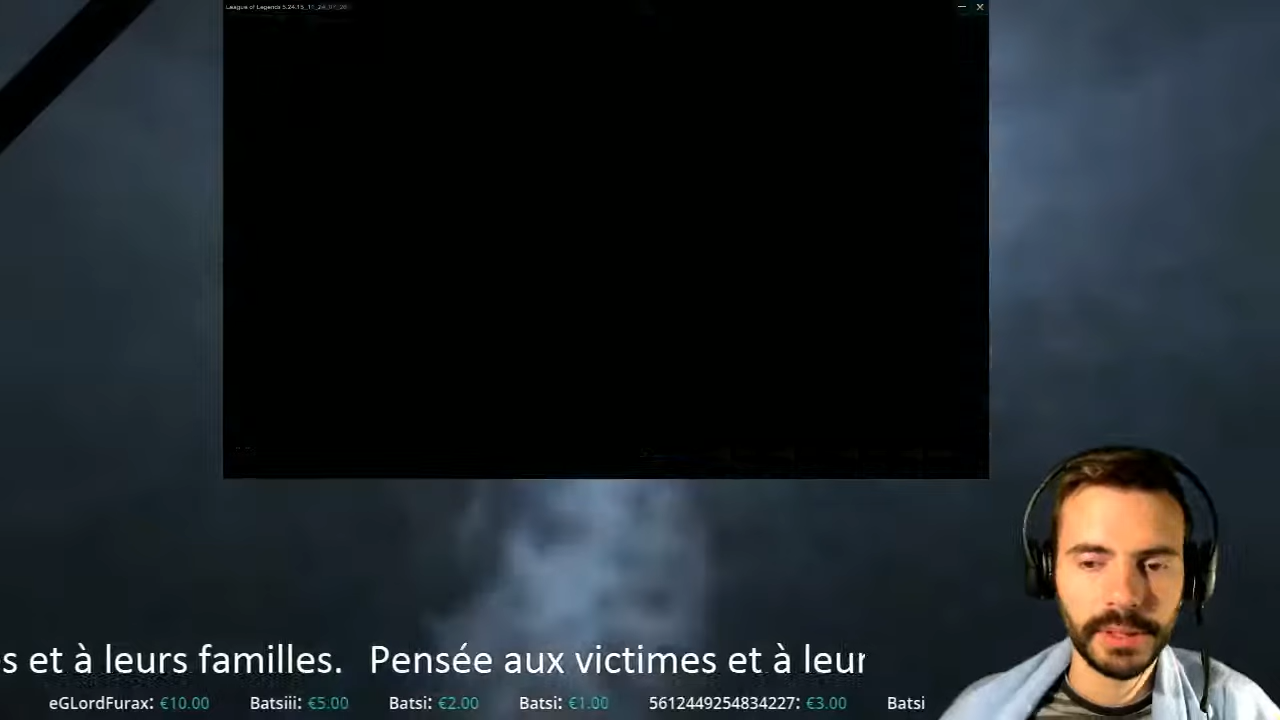 League of Legends
s et à leurs familles. Pensée aux victimes et à leur
eGLordFurax: €10.00 Batsiii: €5.00 Batsi: €2.00 Batsi: €1.00 5612449254834227: €3.00 Batsi